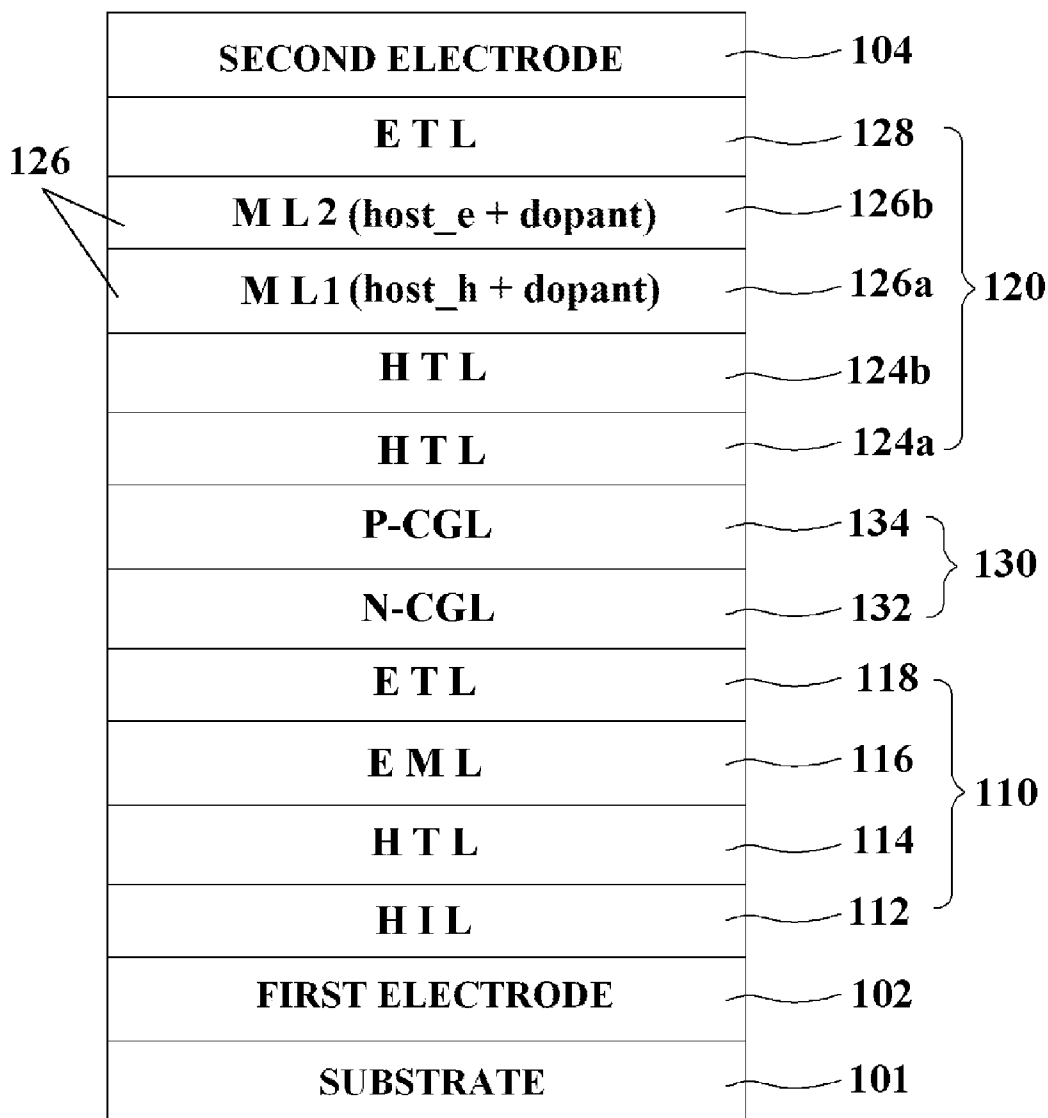 SECOND ELECTRODE 104
E T L 128
126
M L 2 (host_e + dopant) 126b
M L 1 (host_h + dopant) 126a
120
H T L 124b
H T L 124a
P-CGL 134
130
N-CGL 132
E T L 118
E M L 116
110
H T L 114
H I L 112
FIRST ELECTRODE 102
SUBSTRATE 101